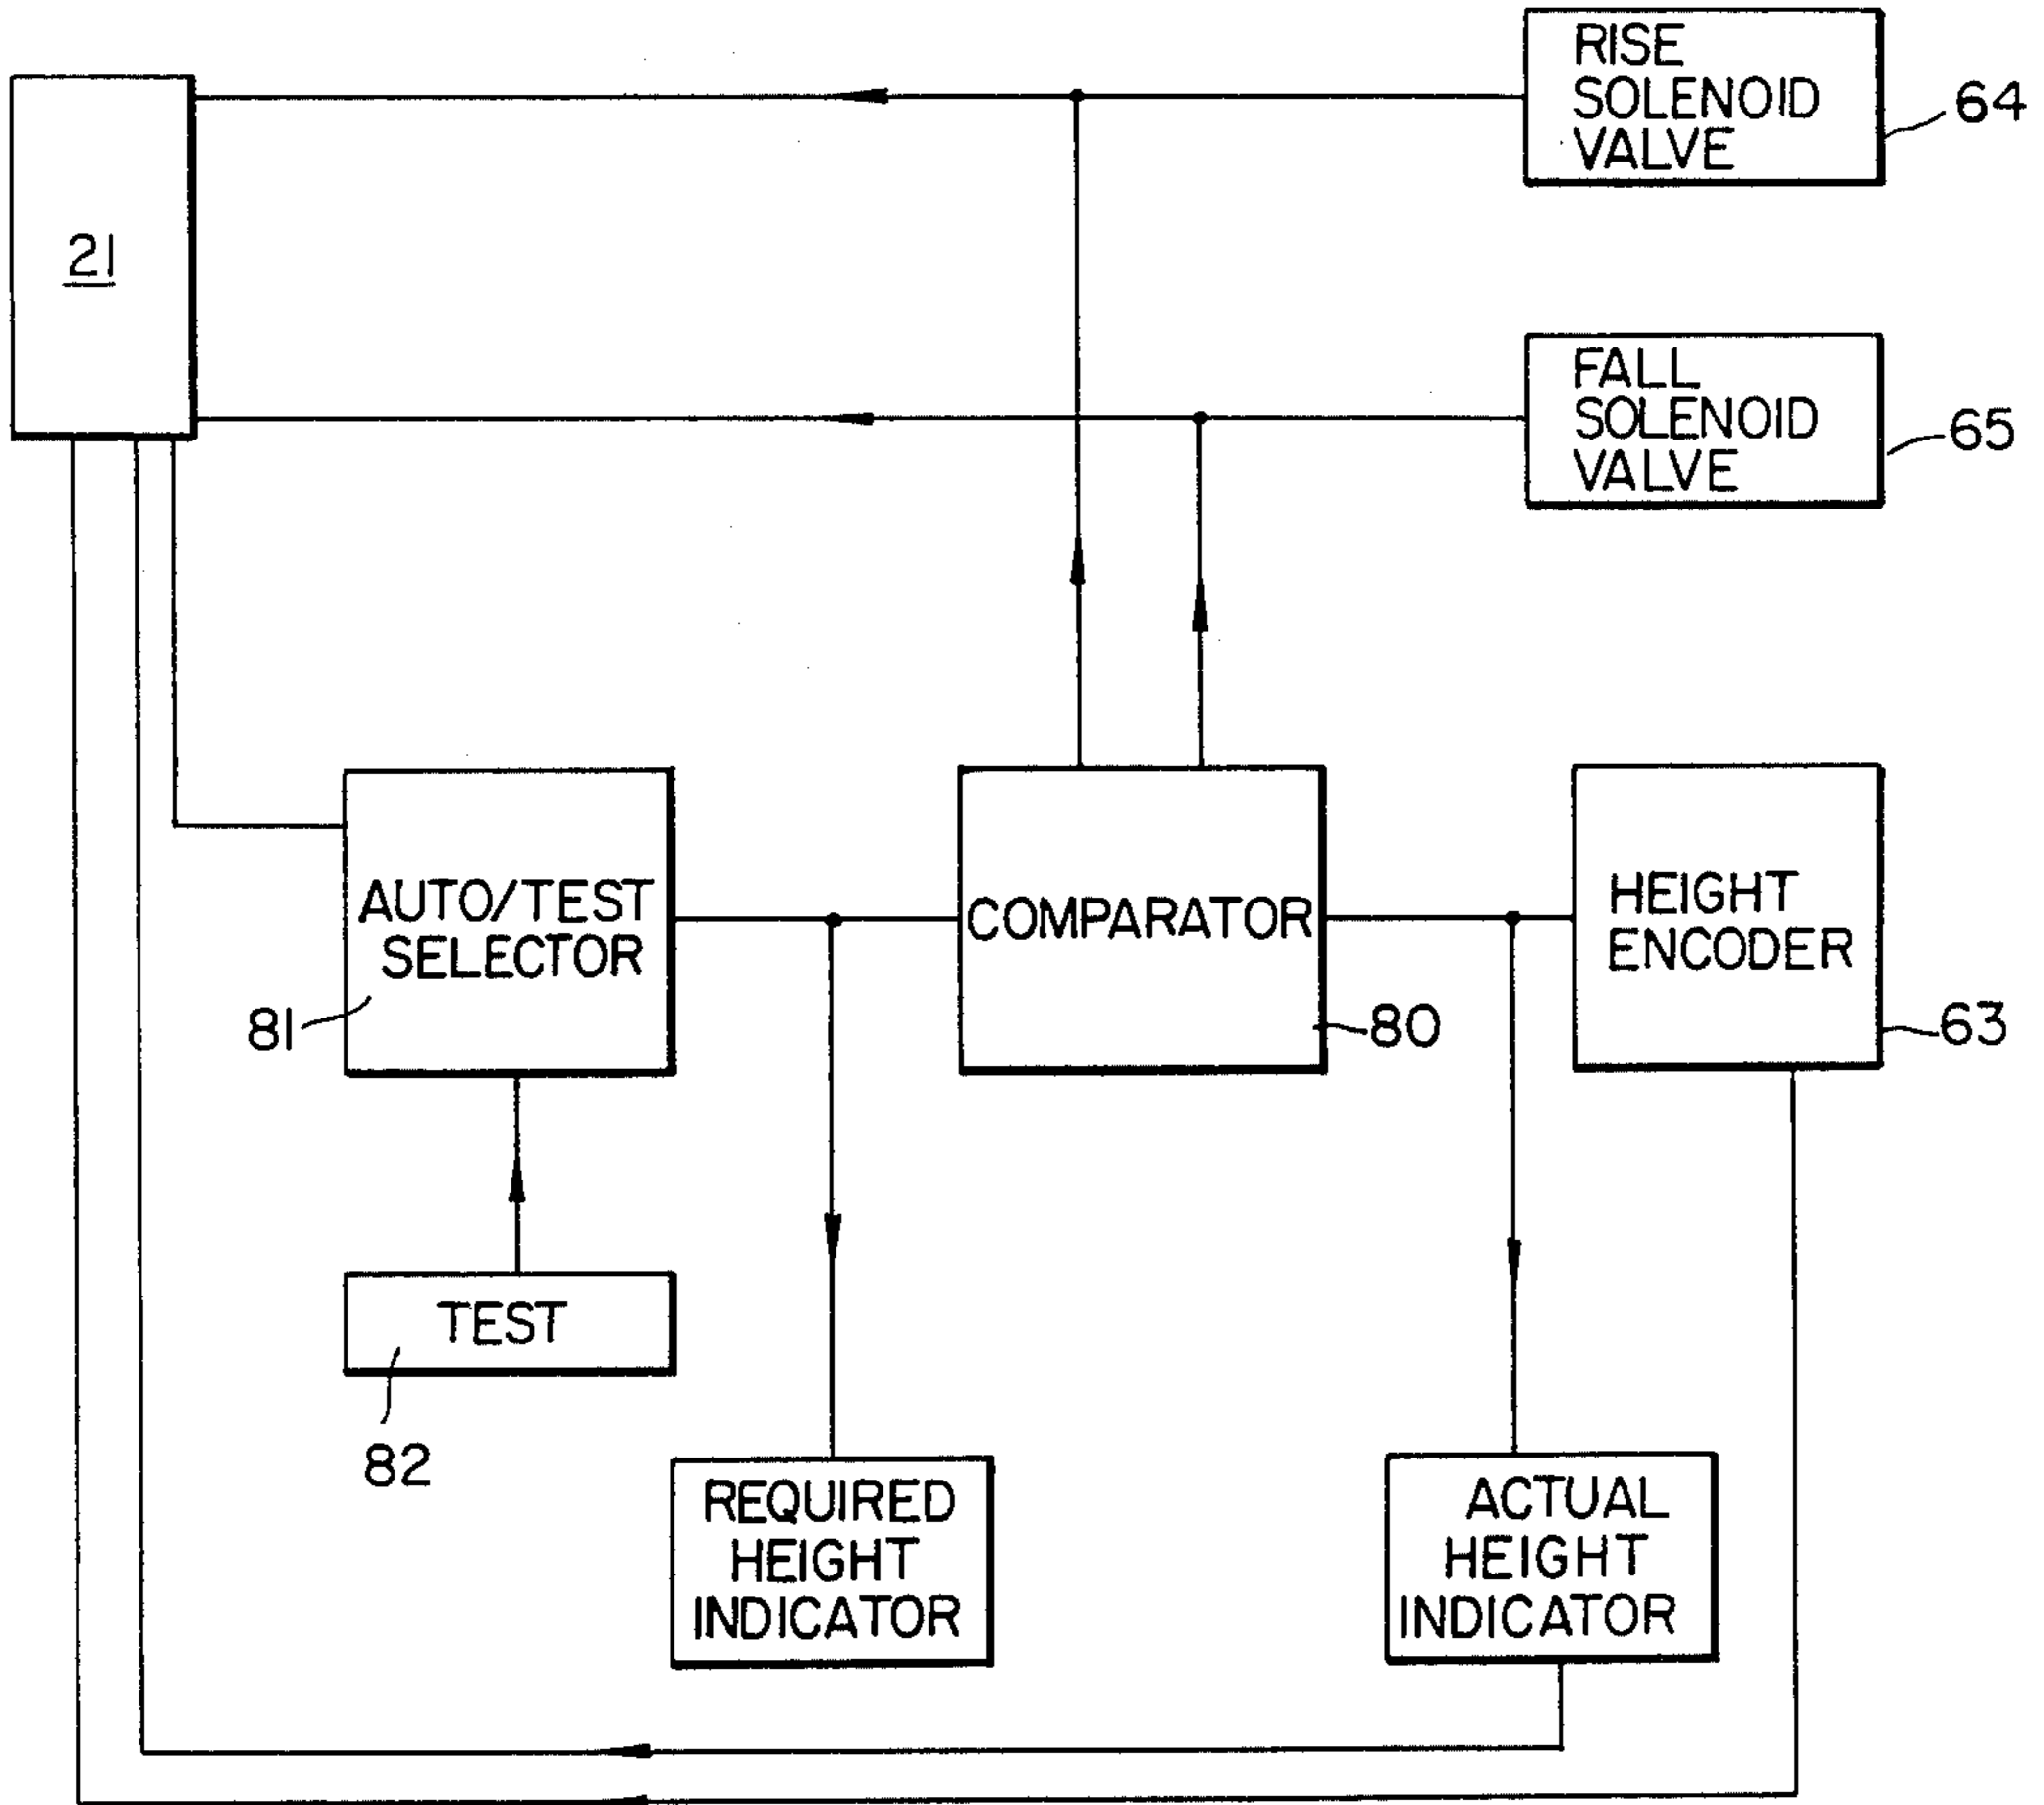 RISE
SOLENOID
VALVE
64
21
FALL
SOLENOID
VALVE
65
AUTO/TEST
SELECTOR
81
COMPARATOR
80
HEIGHT
ENCODER
63
TEST
82
REQUIRED
HEIGHT
INDICATOR
ACTUAL
HEIGHT
INDICATOR